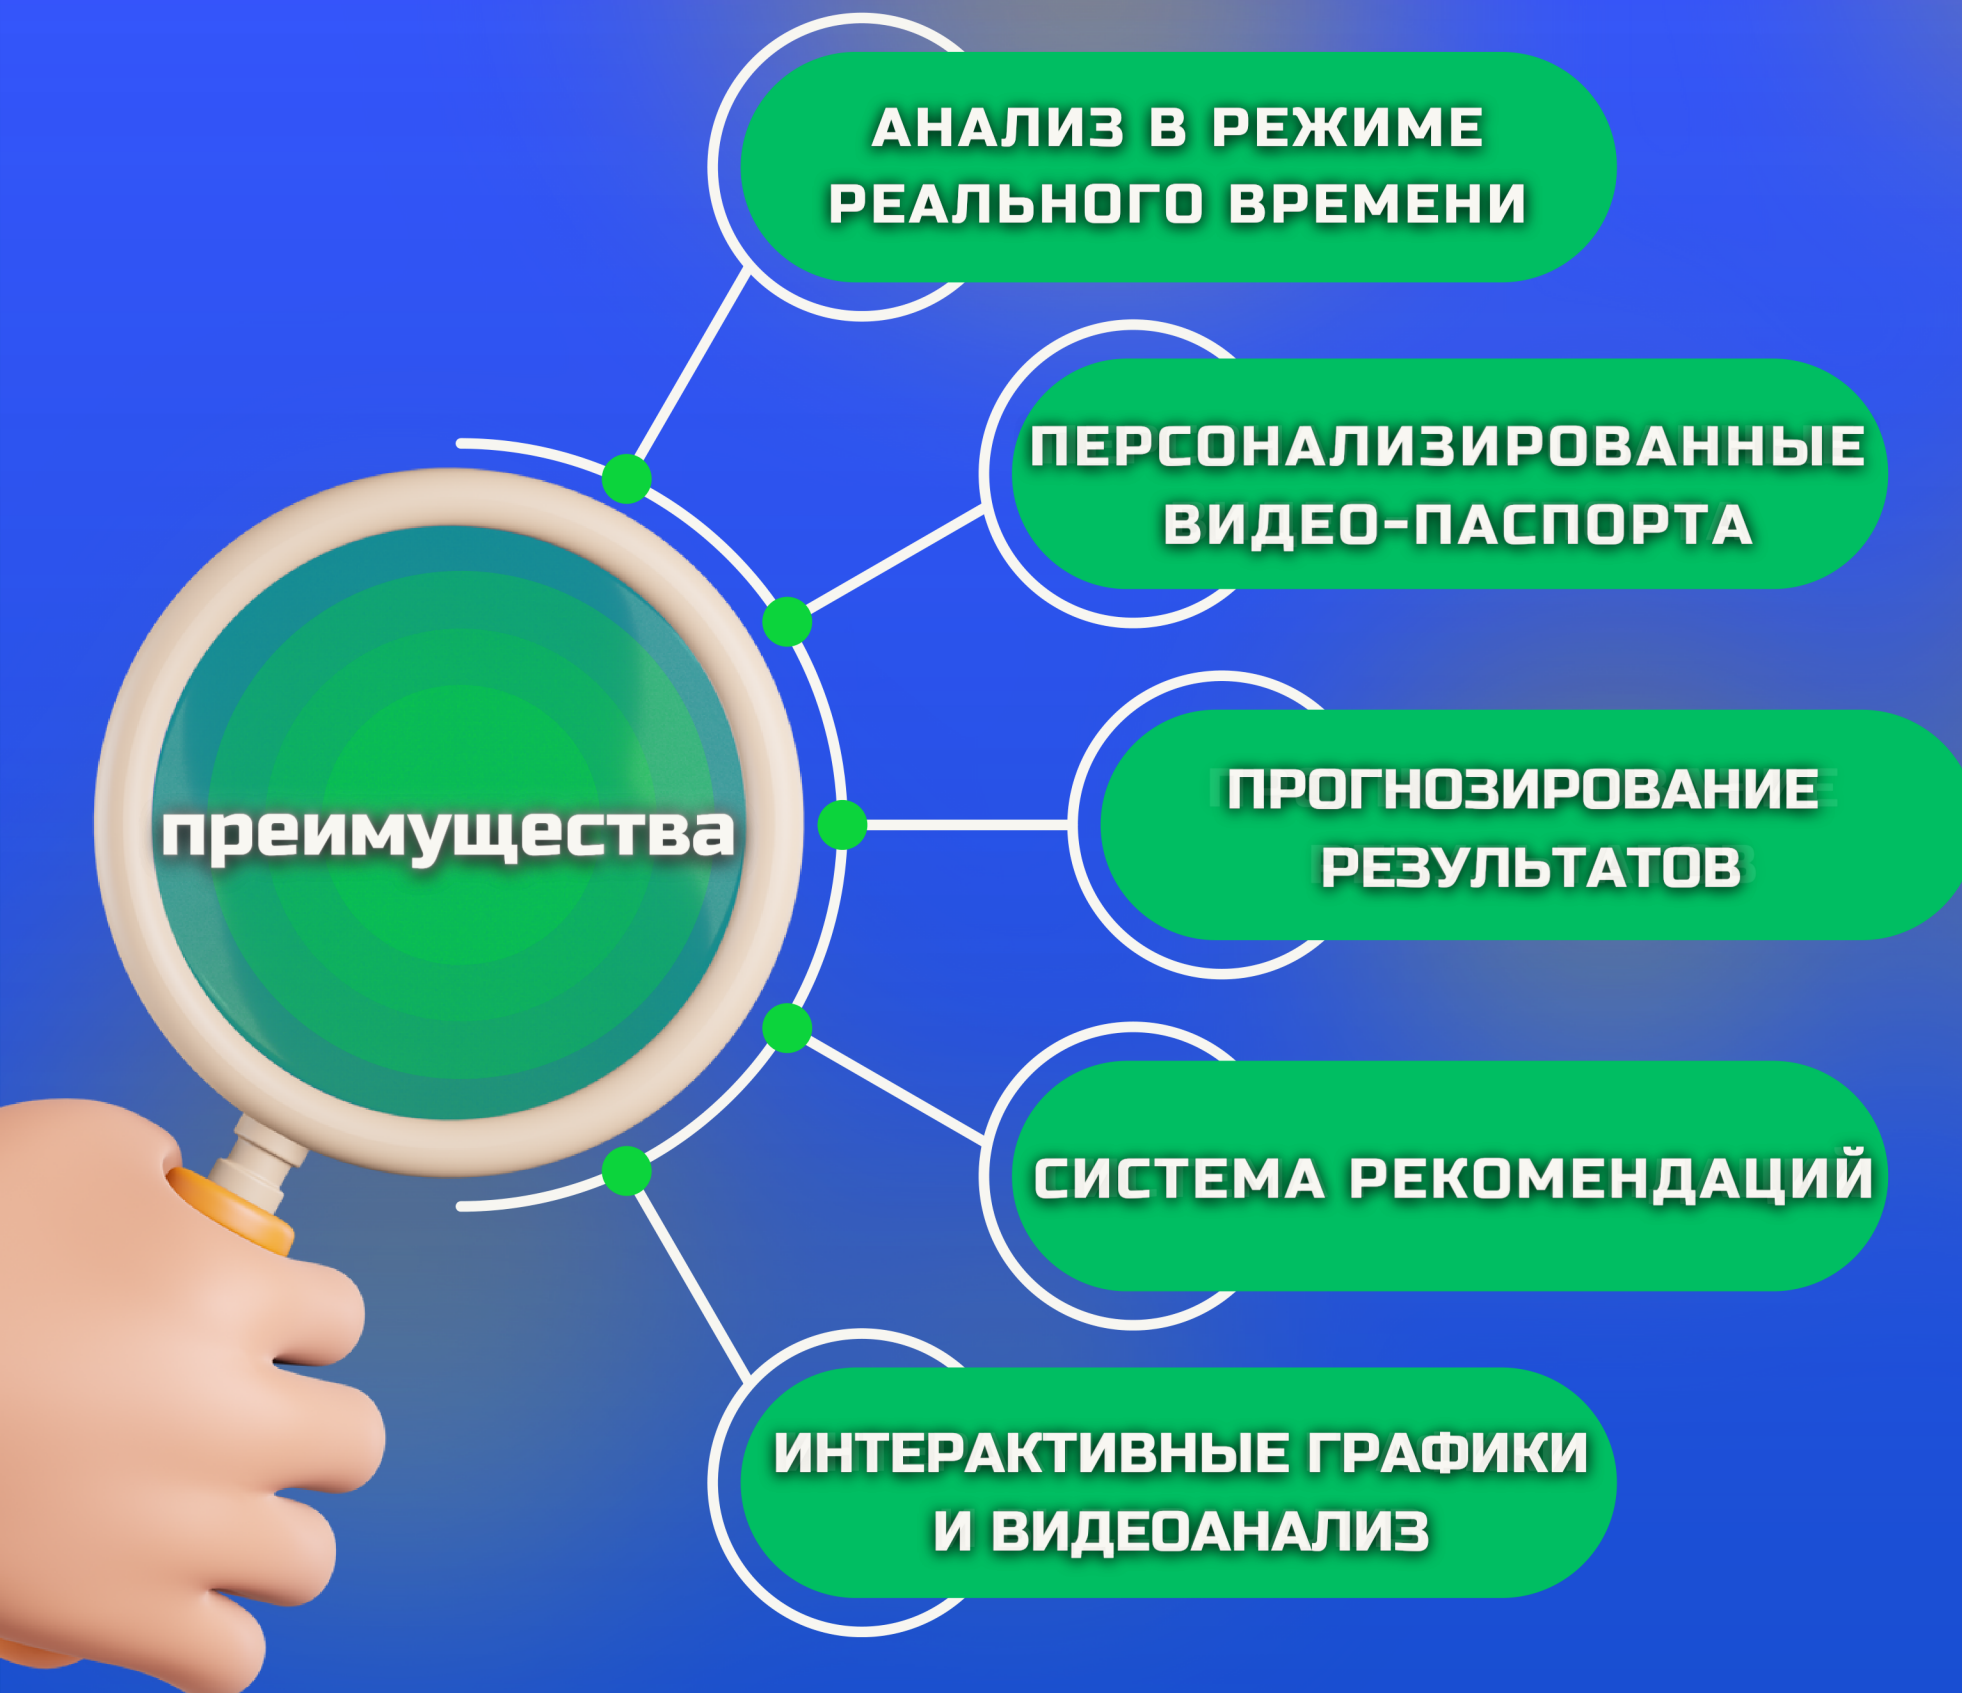 АНАЛИЗ В РЕЖИМЕ
РЕАЛЬНОГО ВРЕМЕНИ
ПЕРСОНАЛИЗИРОВАННЫЕ
ВИДЕО-ПАСПОРТА
преимущества
ПРОГНОЗИРОВАНИЕ
РЕЗУЛЬТАТОВ
СИСТЕМА РЕКОМЕНДАЦИЙ
ИНТЕРАКТИВНЫЕ ГРАФИКИ
И ВИДЕОАНАЛИЗ